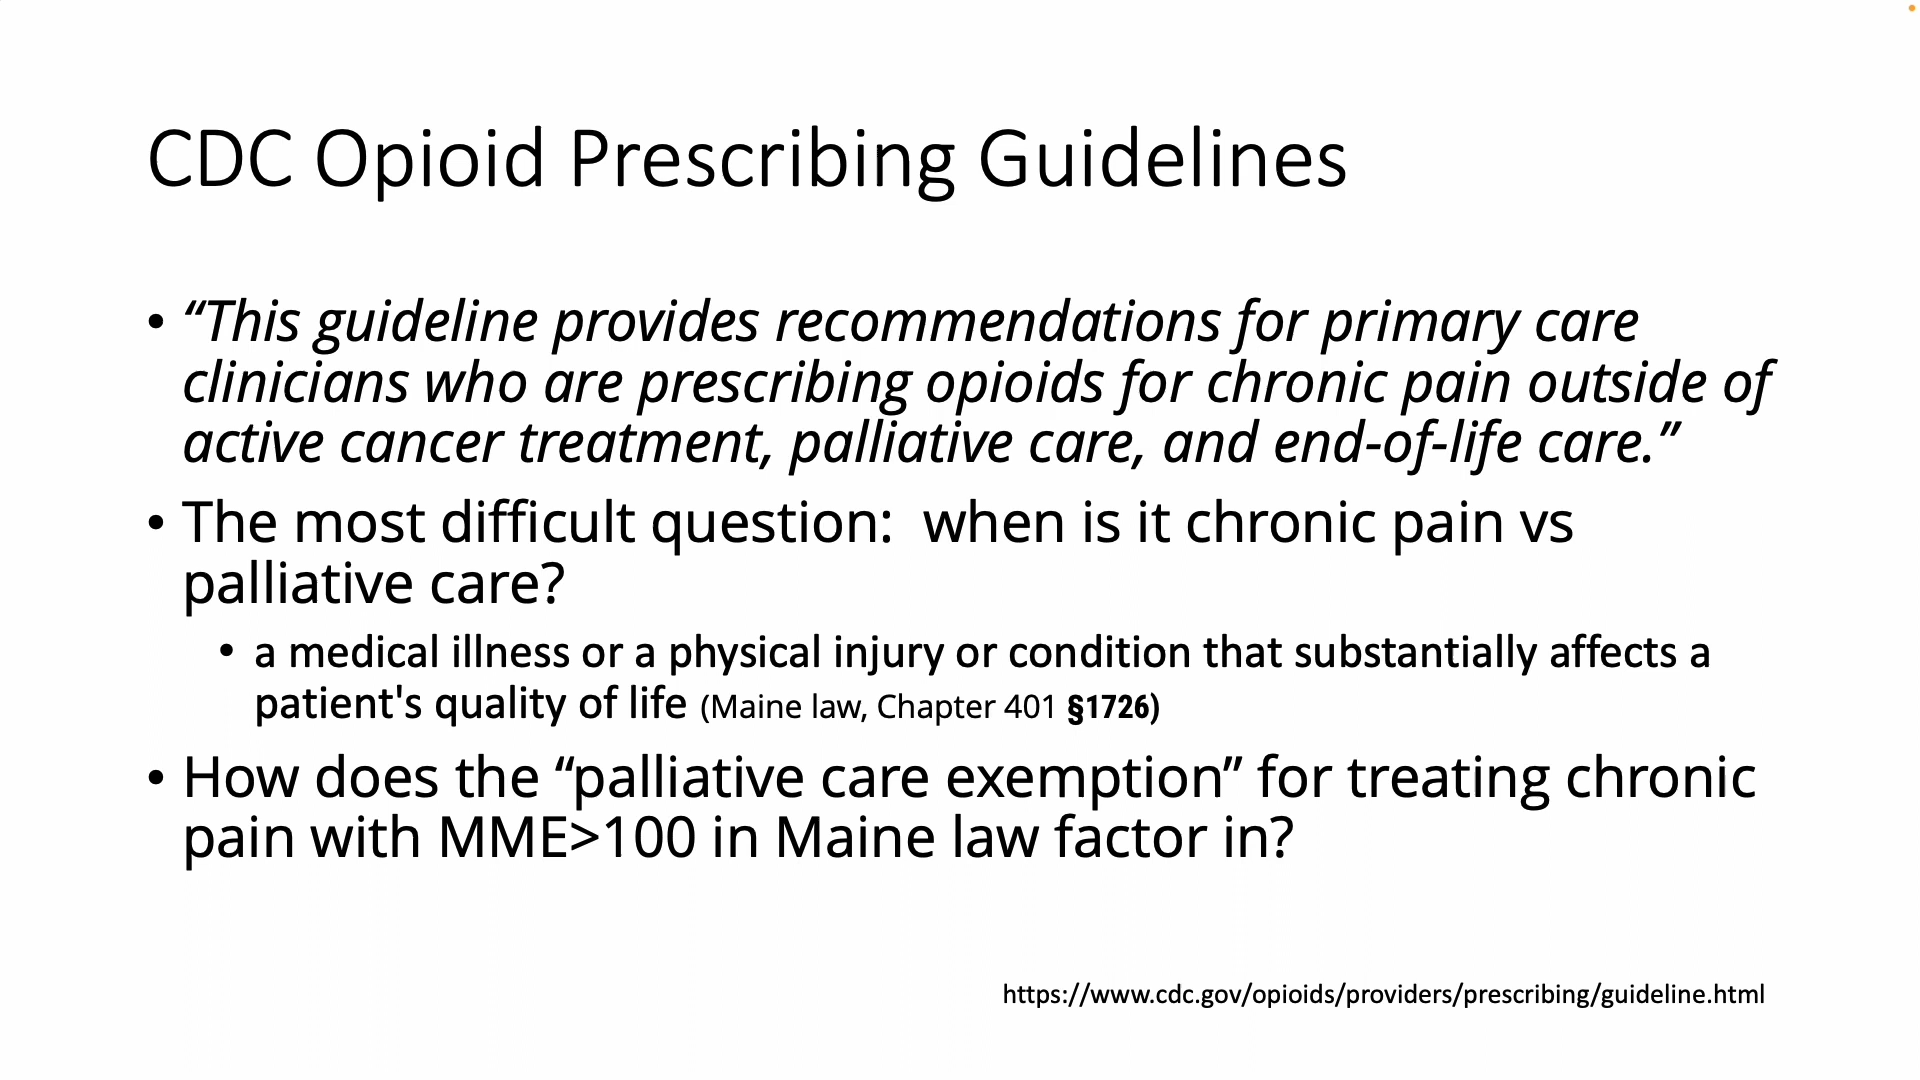 CDC Opioid Prescribing Guidelines
• “This guideline provides recommendations for primary care
clinicians who are prescribing opioids for chronic pain outside of
active cancer treatment, palliative care, and end-of-life care.”
• The most difficult question:  when is it chronic pain vs
palliative care?
• a medical illness or a physical injury or condition that substantially affects a
patient's quality of life (Maine law, Chapter 401 §1726)
• How does the “palliative care exemption” for treating chronic
pain with MME>100 in Maine law factor in?
https://www.cdc.gov/opioids/providers/prescribing/guideline.html